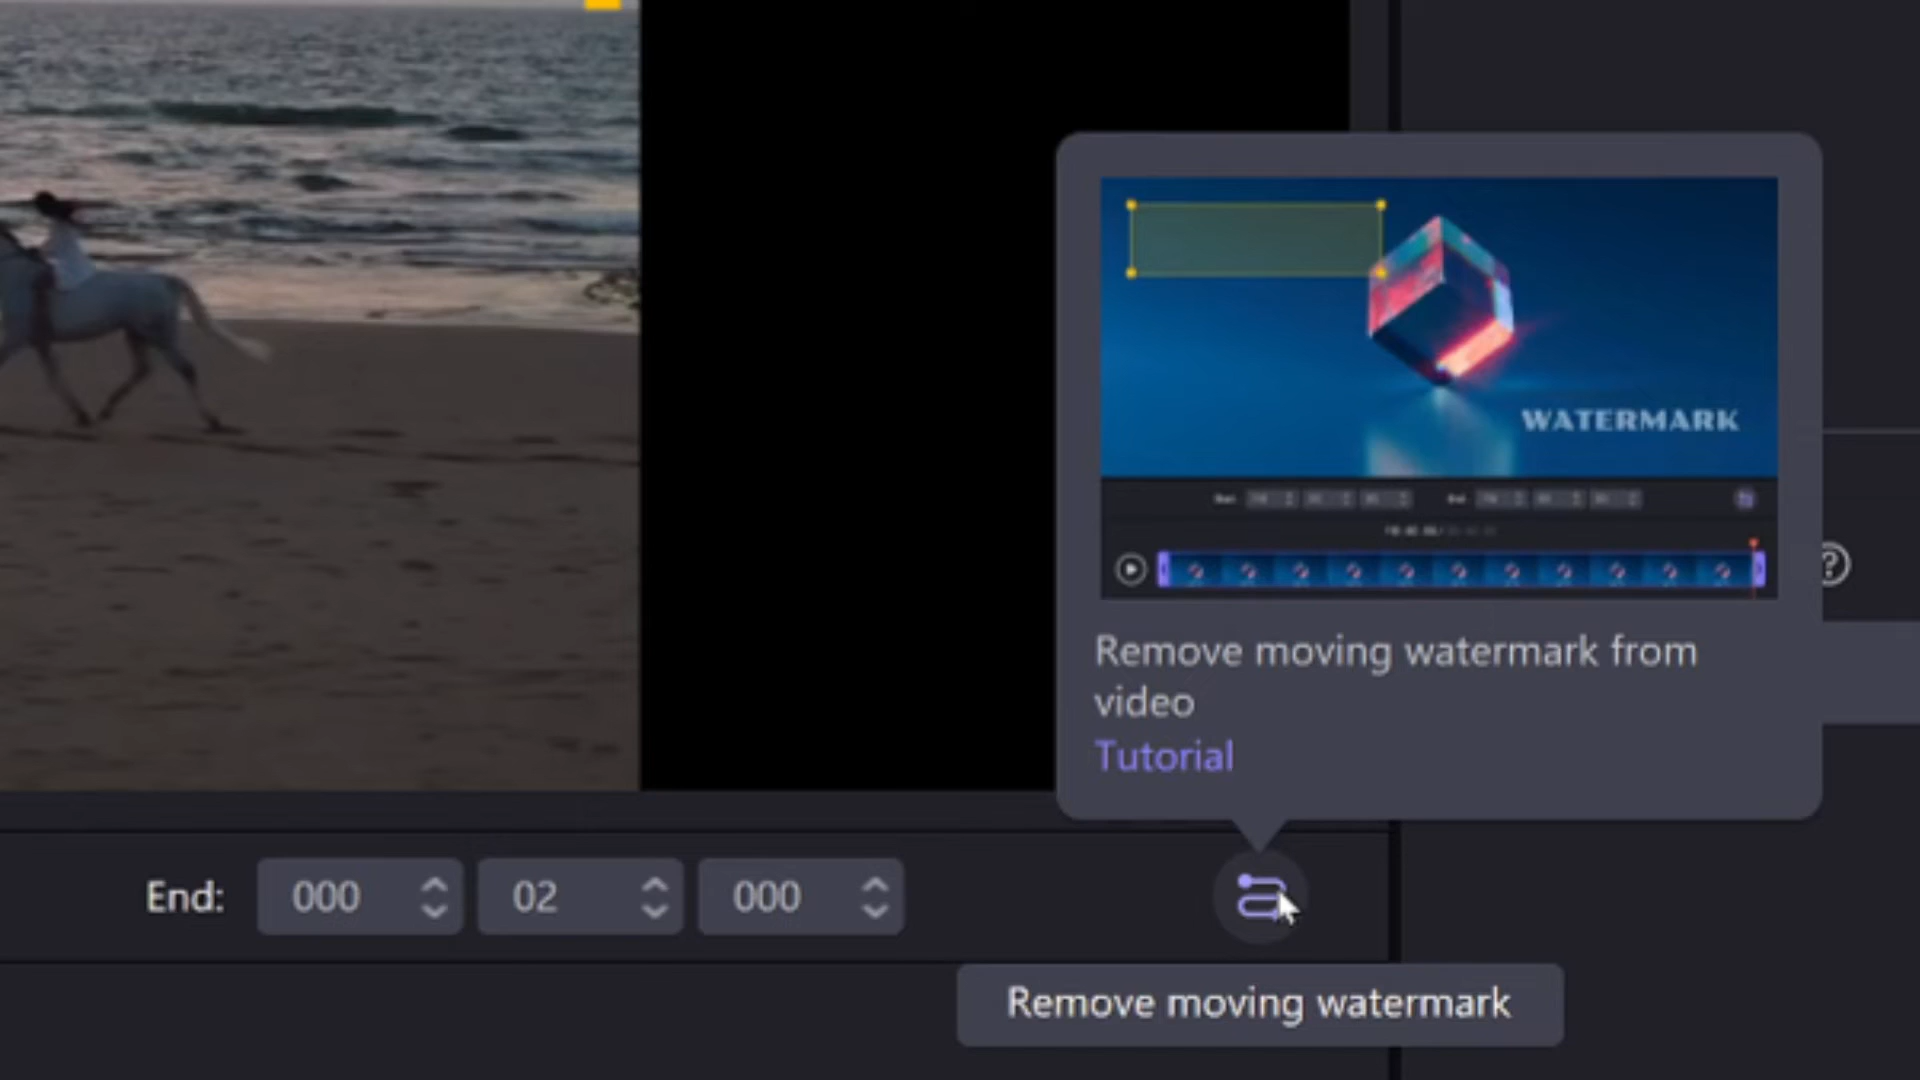 WATERMARK
Remove moving watermark from
video
Tutorial
End: 000 02 000
Remove moving watermark